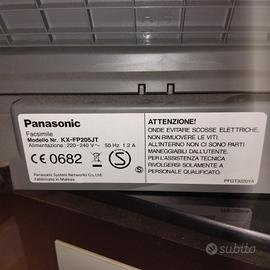 Panasonic
Facsimile
Modello Nr. KX-FP205JT
Alimentazione : 220-240 V~ 50 Hz 1.2 A
CE 0682
Panasonic System Networks Co., Ltd.
Fabbricato in Malesia
ATTENZIONE!
ONDE EVITARE SCOSSE ELETTRICHE,
NON RIMUOVERE LE VITI.
ALL'INTERNO NON CI SONO PARTI
MANEGGIABILI DALL'UTENTE.
PER L'ASSISTENZA RIVOLGERSI
AL PERSONALE QUALIFICATO.
PFGT3220YA
subito